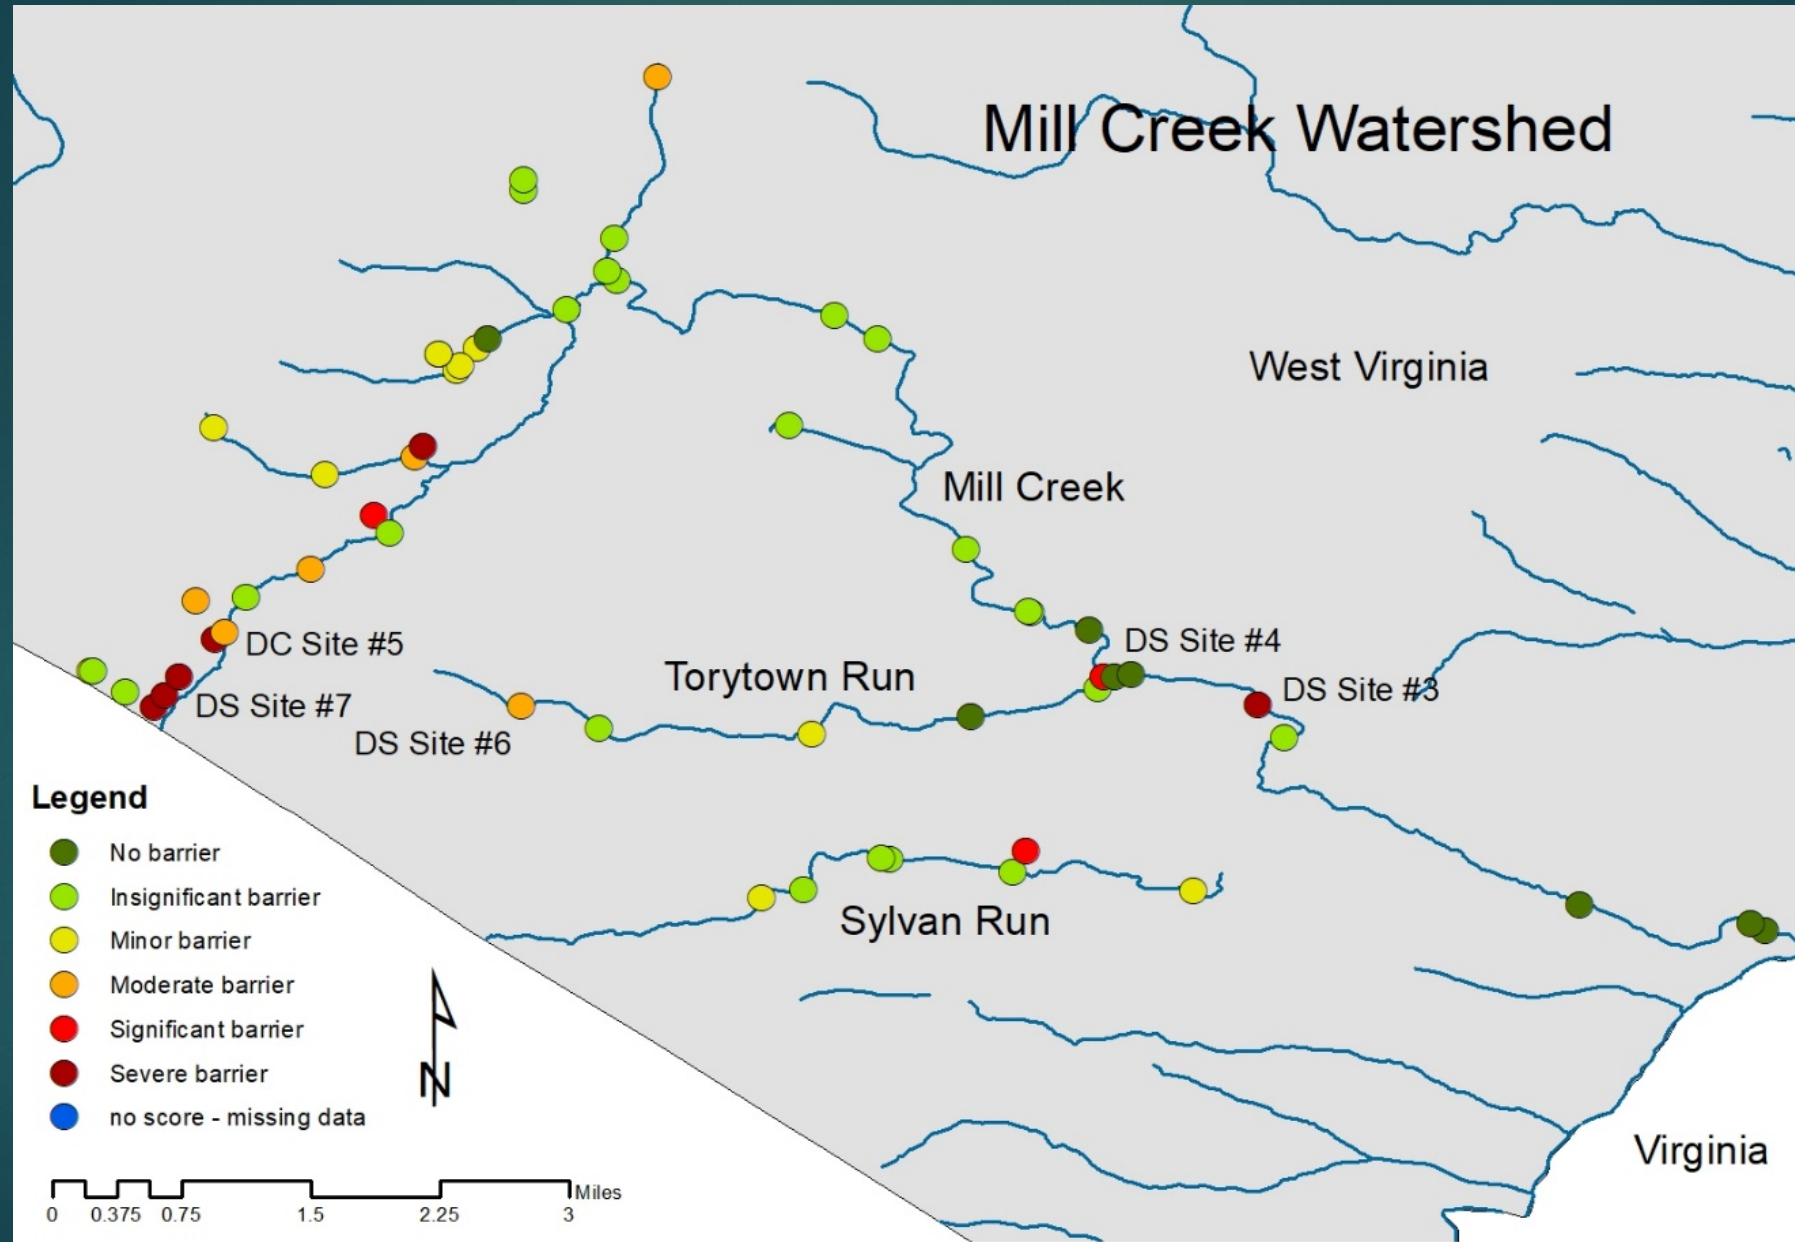 Mill Creek Watershed
West Virginia
Mill Creek
DS Site #4
DC Site #5
Torytown Run
DS Site #3
DS Site #7
DS Site #6
Legend
No barrier
Insignificant barrier
Minor barrier
Moderate barrier
Significant barrier
Severe barrier
no score - missing data
Sylvan Run
N
Virginia
Miles
0 0.375 0.75 1.5 2.25 3